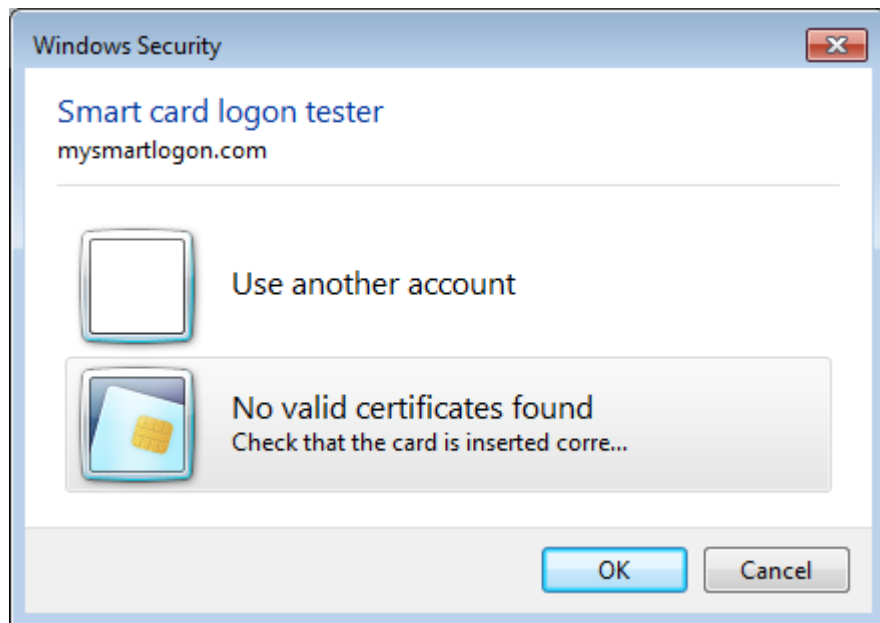 Windows Security
Smart card logon tester
mysmartlogon.com
Use another account
No valid certificates found
Check that the card is inserted corre...
OK
Cancel